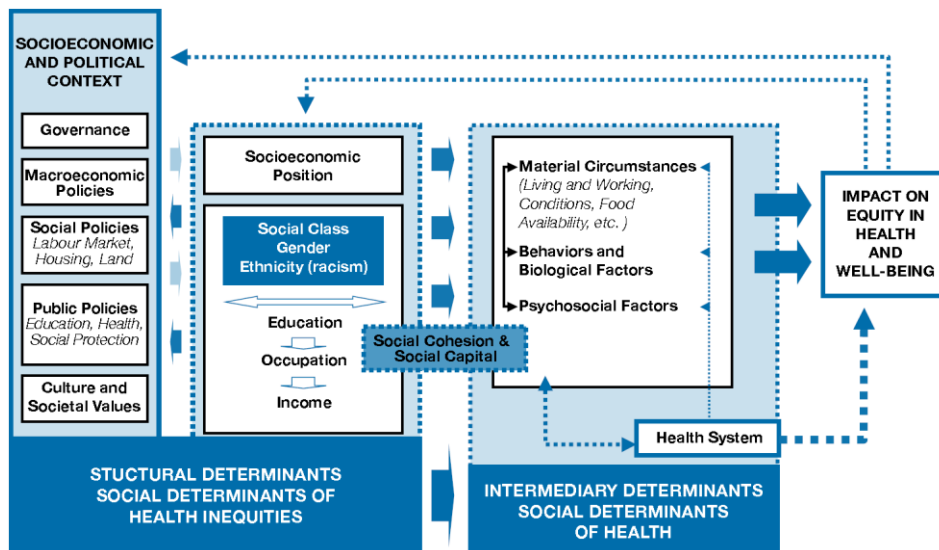 SOCIOECONOMIC
AND POLITICAL
CONTEXT
Governance
Macroeconomic
Policies
Social Policies
Labour Market,
Housing, Land
Public Policies
Education, Health,
Social Protection
Culture and
Societal Values
Socioeconomic
Position
Social Class
Gender
Ethnicity (racism)
Education
Occupation
Income
Social Cohesion &
Social Capital
Material Circumstances
(Living and Working,
Conditions, Food
Availability, etc. )
Behaviors and
Biological Factors
Psychosocial Factors
Health System
IMPACT ON
EQUITY IN
HEALTH
AND
WELL-BEING
STUCTURAL DETERMINANTS
SOCIAL DETERMINANTS OF
HEALTH INEQUITIES
INTERMEDIARY DETERMINANTS
SOCIAL DETERMINANTS
OF HEALTH